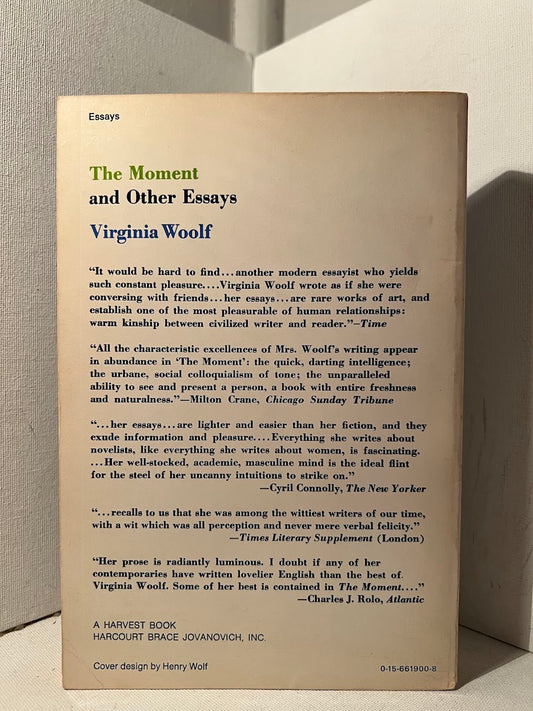 Essays
The Moment
and Other Essays
Virginia Woolf
“It would be hard to find...another modern essayist who yields
such constant pleasure....Virginia Woolf wrote as if she were
conversing with friends...her essays...are rare works of art, and
establish one of the most pleasurable of human relationships:
warm kinship between civilized writer and reader.”—Time
“All the characteristic excellences of Mrs. Woolf’s writing appear
in abundance in ‘The Moment’: the quick, darting intelligence;
the urbane, social colloquialism of tone; the unparalleled
ability to see and present a person, a book with entire freshness
and naturalness.”—Milton Crane, Chicago Sunday Tribune
“...her essays...are lighter and easier than her fiction, and they
exude information and pleasure....Everything she writes about
novelists, like everything she writes about women, is fascinating.
...Her well-stocked, academic, masculine mind is the ideal flint
for the steel of her uncanny intuitions to strike on.”
—Cyril Connolly, The New Yorker
“...recalls to us that she was among the wittiest writers of our time,
with a wit which was all perception and never mere verbal felicity.”
—Times Literary Supplement (London)
“Her prose is radiantly luminous. I doubt if any of her
contemporaries have written lovelier English than the best of
Virginia Woolf. Some of her best is contained in The Moment....”
—Charles J. Rolo, Atlantic
A HARVEST BOOK
HARCOURT BRACE JOVANOVICH, INC.
Cover design by Henry Wolf
0-15-661900-8